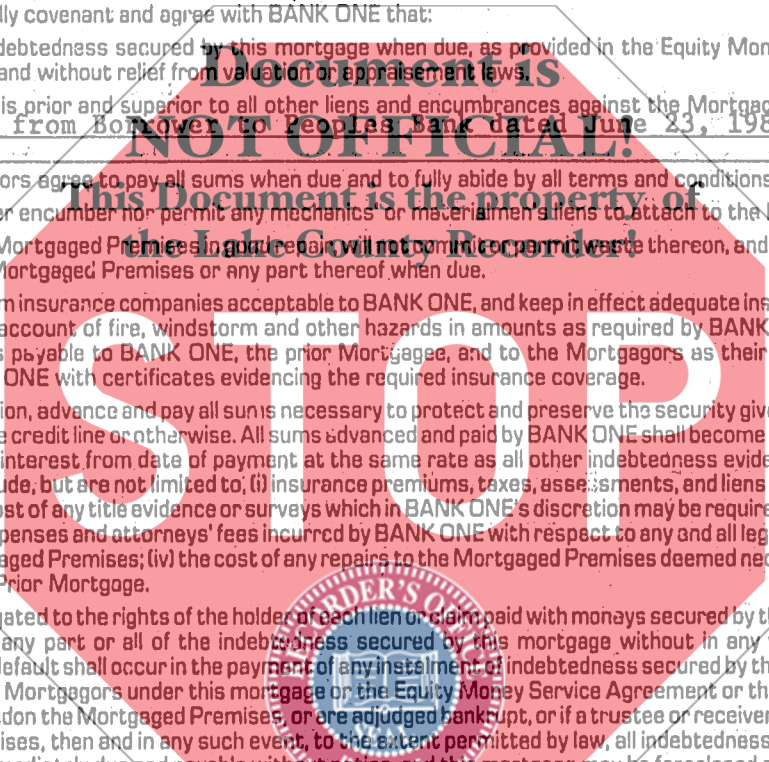 lly covenant and agree with BANK ONE that:
debtedness secured by this mortgage when due, as provided in the Equity Mon
and without relief from valuation or appraisement laws.
Document is
is prior and superior to all other liens and encumbrances against the Mortgag
from Borrower to Peoples Bank dated June 23, 198
NOT OFFICIAL!
ors agree to pay all sums when due and to fully abide by all terms and conditions
This Document is the property of
er encumber nor permit any mechanics' or materialmen's liens to attach to the
Mortgaged Premises in good repair, will not commit or permit waste thereon, and
the Lake County Recorder!
Mortgaged Premises or any part thereof when due.
m insurance companies acceptable to BANK ONE, and keep in effect adequate ins
account of fire, windstorm and other hazards in amounts as required by BANK
s payable to BANK ONE, the prior Mortgagee, and to the Mortgagors as their
ONE with certificates evidencing the required insurance coverage.
STOP
ion, advance and pay all sums necessary to protect and preserve the security giv
e credit line or otherwise. All sums advanced and paid by BANK ONE shall become
interest from date of payment at the same rate as all other indebtedness evide
ude, but are not limited to; (i) insurance premiums, taxes, assessments, and liens
ost of any title evidence or surveys which in BANK ONE's discretion may be require
penses and attorneys' fees incurred by BANK ONE with respect to any and all leg
aged Premises; (iv) the cost of any repairs to the Mortgaged Premises deemed nec
Prior Mortgage.
gated to the rights of the holder of each lien or claim paid with moneys secured by th
any part or all of the indebtedness secured by this mortgage without in any
default shall occur in the payment of any instalment of indebtedness secured by th
Mortgagors under this mortgage or the Equity Money Service Agreement or th
don the Mortgaged Premises, or are adjudged bankrupt, or if a trustee or receiver
ises, then and in any such event, to the extent permitted by law, all indebtedness
RECORDER'S OFFICE
SEAL